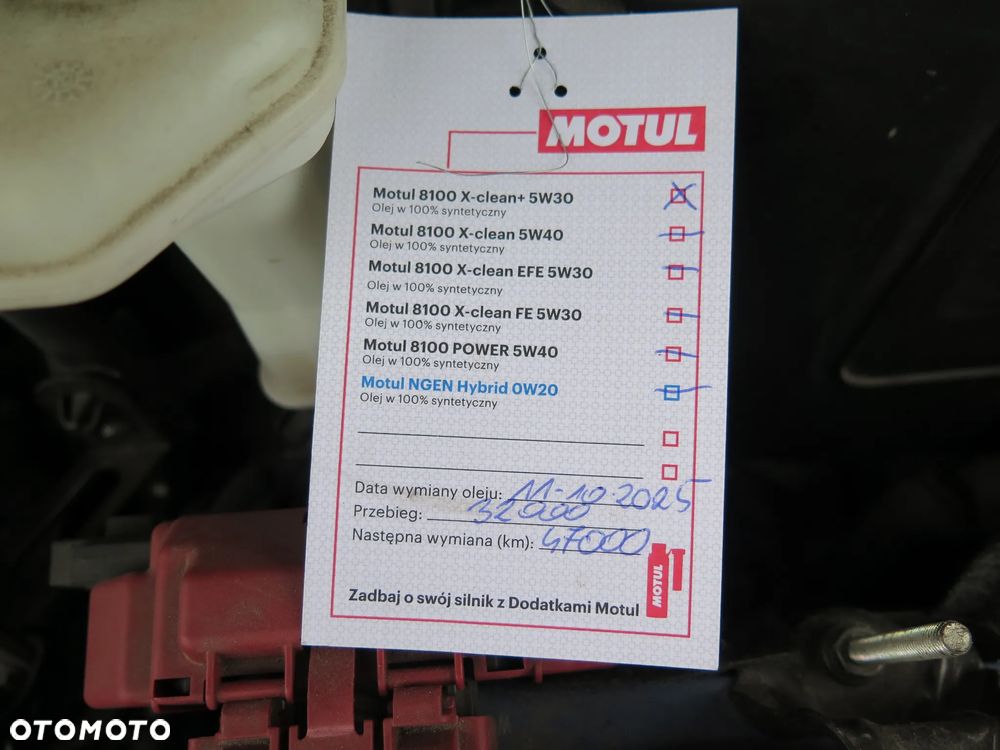 MOTUL
Motul 8100 X-clean+ 5W30
Olej w 100% syntetyczny
Motul 8100 X-clean 5W40
Olej w 100% syntetyczny
Motul 8100 X-clean EFE 5W30
Olej w 100% syntetyczny
Motul 8100 X-clean FE 5W30
Olej w 100% syntetyczny
Motul 8100 POWER 5W40
Olej w 100% syntetyczny
Motul NGEN Hybrid 0W20
Olej w 100% syntetyczny
Data wymiany oleju: 11-10.2025
Przebieg: 32000
Następna wymiana (km): 47000
MOTUL
Zadbaj o swój silnik z Dodatkami Motul
OTOMOTO